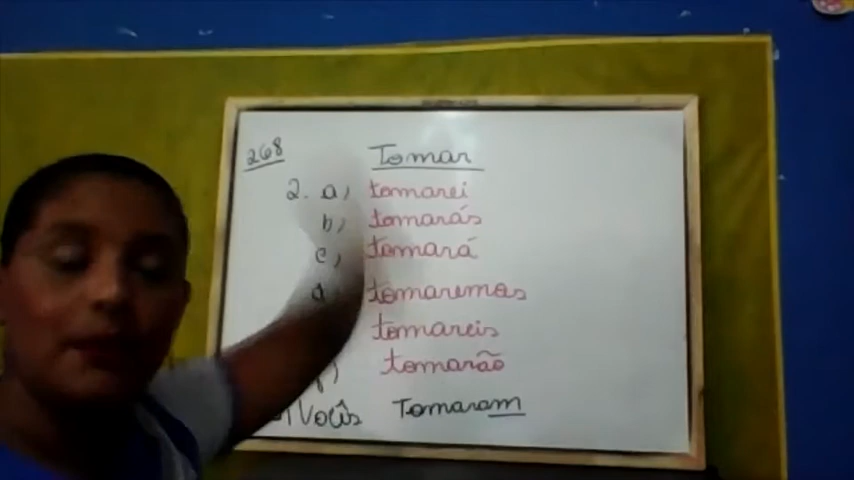 268 Tomar
2. a) tomarei
b) tomarás
c) tomará
d tomaremos
tomareis
) tomarão
Vocês Tomaram